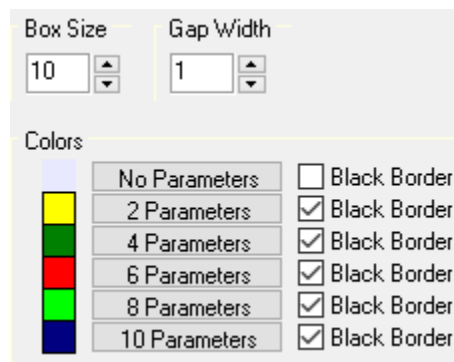 Box Size Gap Width
10 1
Colors
No Parameters Black Border
2 Parameters Black Border
4 Parameters Black Border
6 Parameters Black Border
8 Parameters Black Border
10 Parameters Black Border